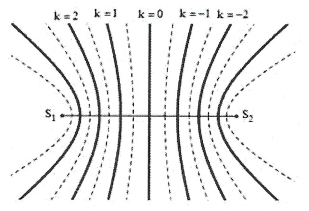 k=2 k=1 k=0 k=−1 k=−2
S₁ S₂